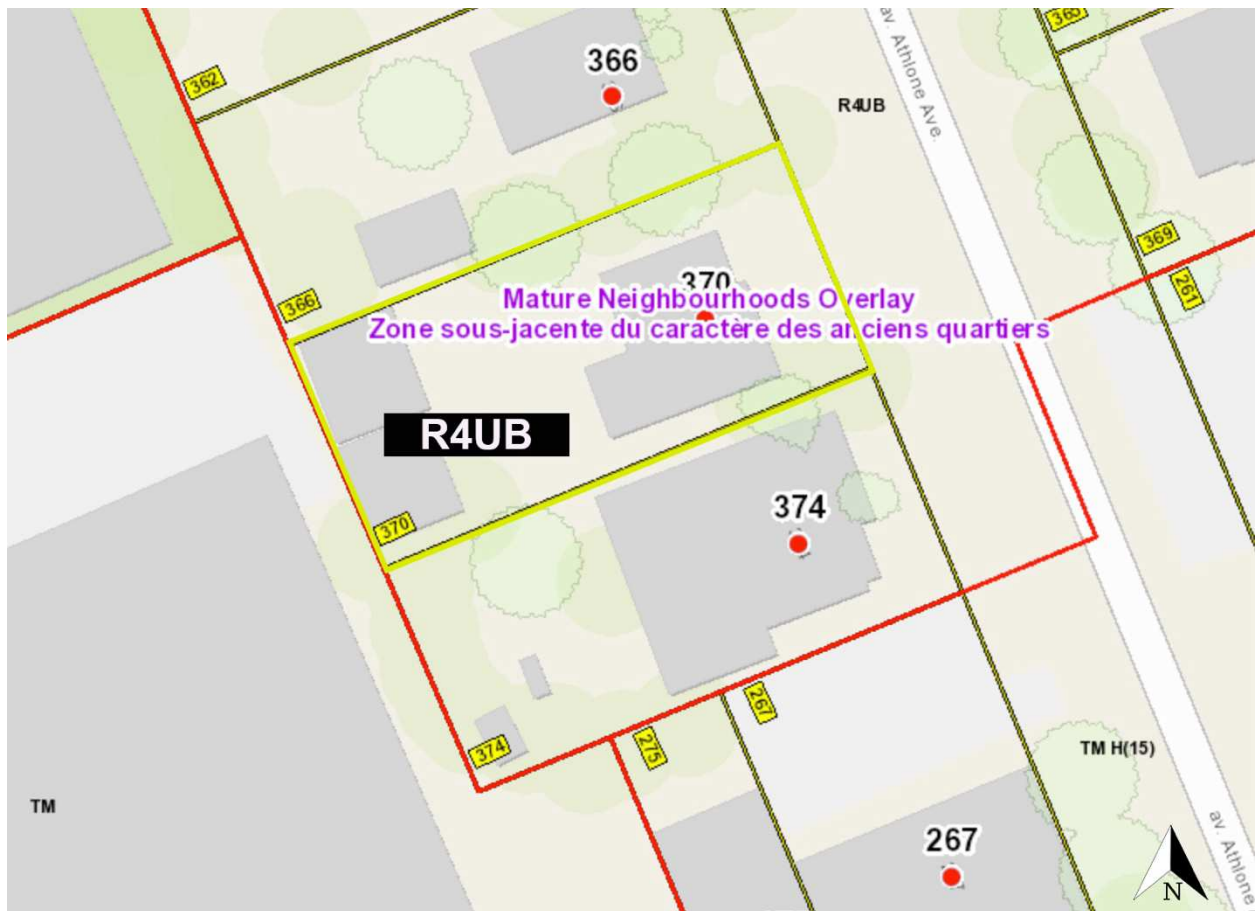 365
362
366
av. Athlone Ave.
R4UB
369
261
366
370
Mature Neighbourhoods Overlay
Zone sous-jacente du caractère des anciens quartiers
R4UB
370
374
267
275
374
TM H(15)
TM
267
av. Athlone
N